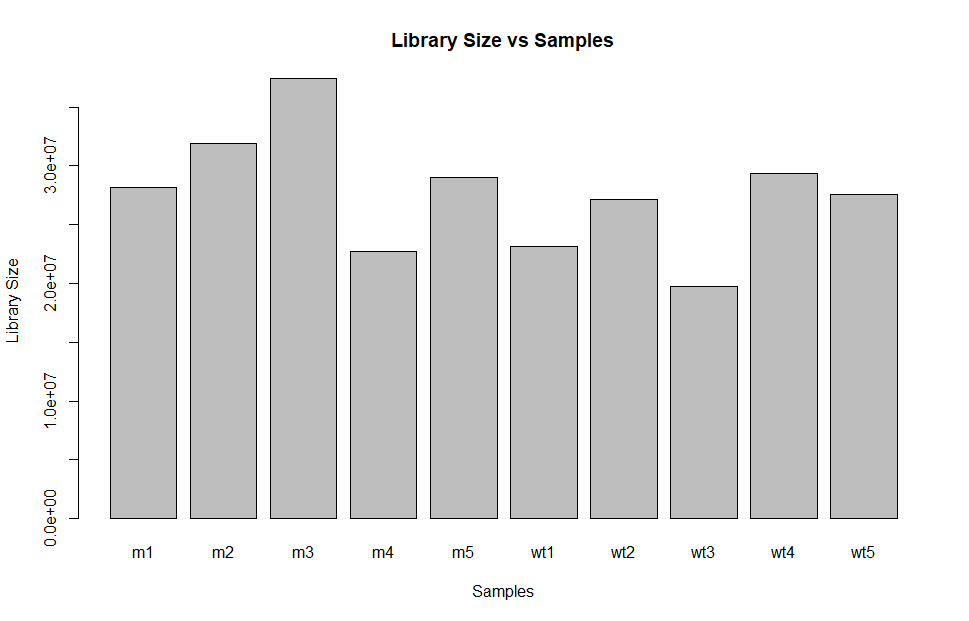 Library Size vs Samples
Library Size
3.0e+07
2.0e+07
1.0e+07
0.0e+00
m1 m2 m3 m4 m5 wt1 wt2 wt3 wt4 wt5
Samples